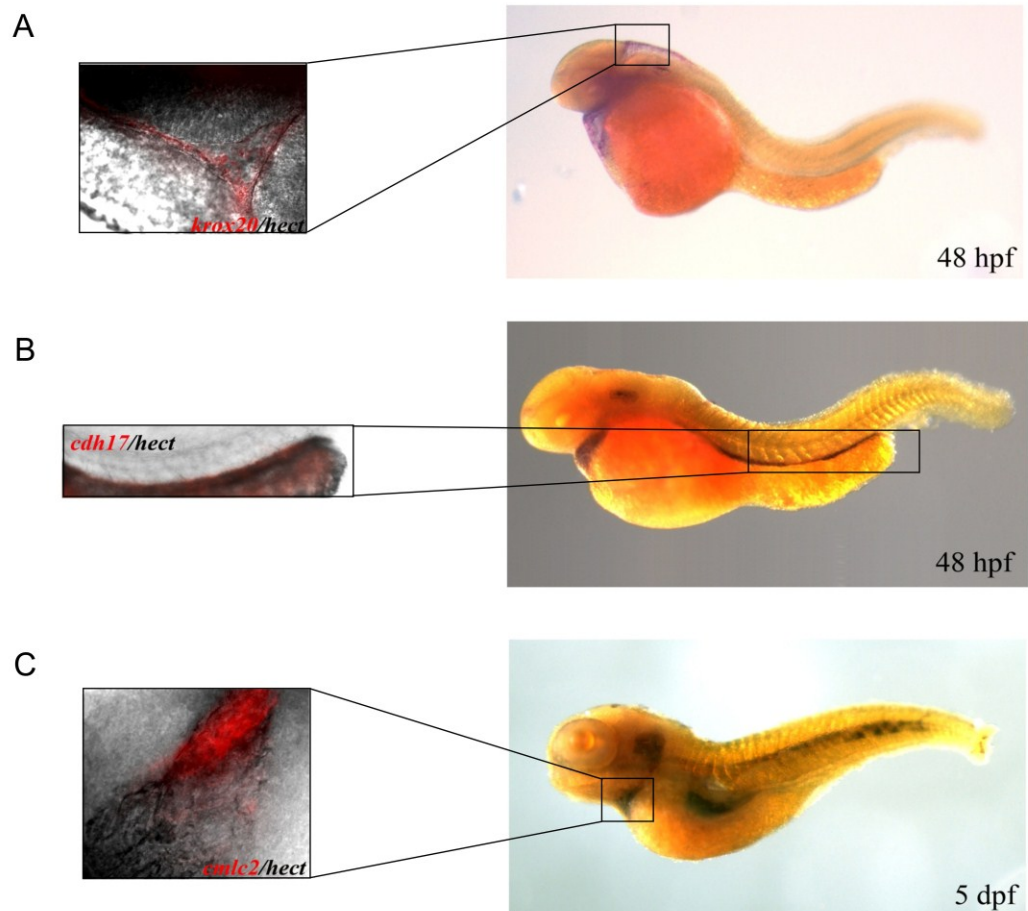 A
krox20/hect
48 hpf
B
cdh17/hect
48 hpf
C
cmlc2/hect
5 dpf